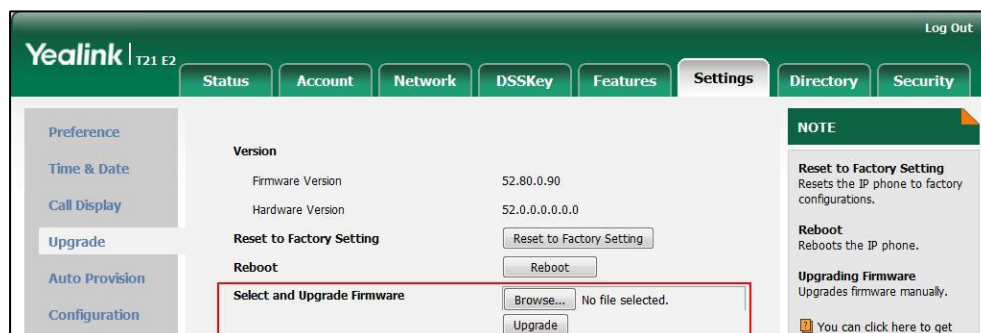 Log Out
Yealink | T21 E2
Status Account Network DSSKey Features Settings Directory Security
Preference
Time & Date
Call Display
Upgrade
Auto Provision
Configuration
Version
Firmware Version 52.80.0.90
Hardware Version 52.0.0.0.0.0.0
Reset to Factory Setting Reset to Factory Setting
Reboot Reboot
Select and Upgrade Firmware Browse... No file selected.
Upgrade
NOTE
Reset to Factory Setting
Resets the IP phone to factory
configurations.
Reboot
Reboots the IP phone.
Upgrading Firmware
Upgrades firmware manually.
You can click here to get